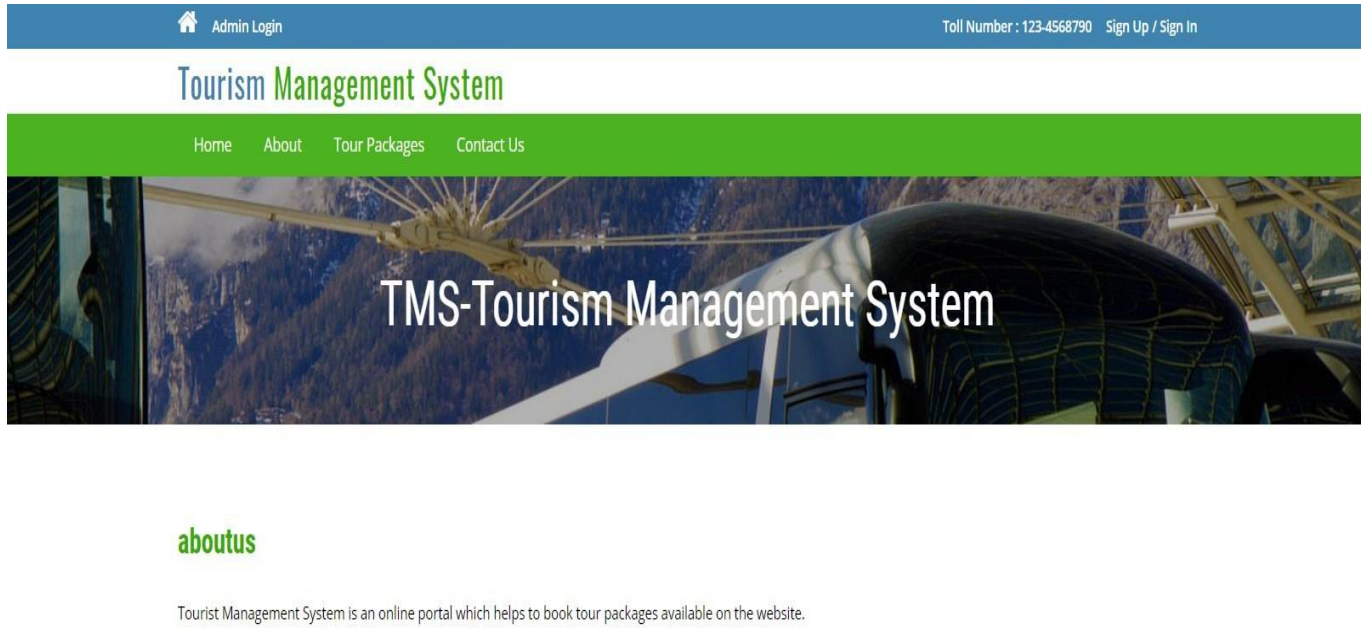 Admin Login Toll Number : 123-4568790 Sign Up / Sign In
Tourism Management System
Home About Tour Packages Contact Us
TMS-Tourism Management System
aboutus
Tourist Management System is an online portal which helps to book tour packages available on the website.